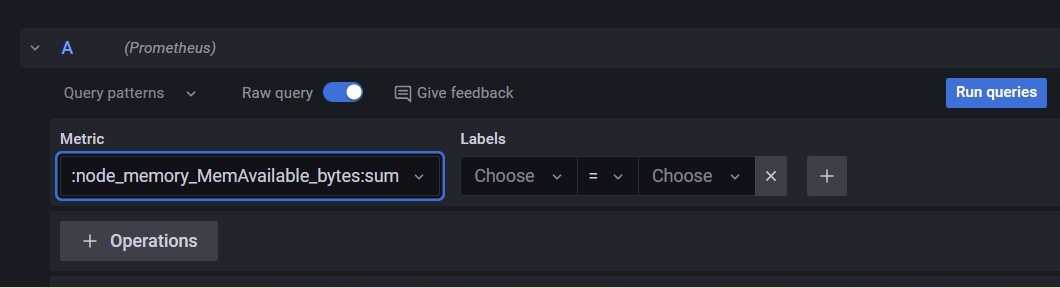 A (Prometheus)
Query patterns Raw query Give feedback Run queries
Metric Labels
:node_memory_MemAvailable_bytes:sum Choose = Choose
Operations